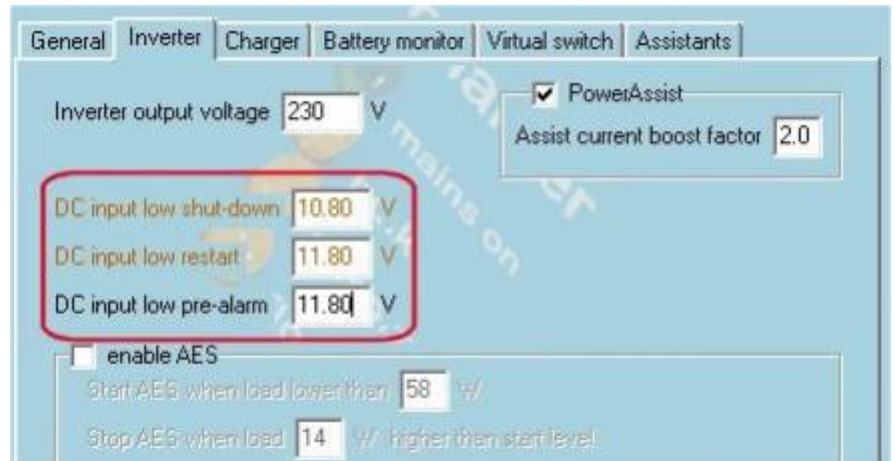 General Inverter Charger Battery monitor Virtual switch Assistants
Inverter output voltage 230 V
PowerAssist
Assist current boost factor 2.0
DC input low shut-down 10.80 V
DC input low restart 11.80 V
DC input low pre-alarm 11.80 V
enable AES
Start AES when load lower than 58 W
Stop AES when load 14 W higher then start level.
mains on